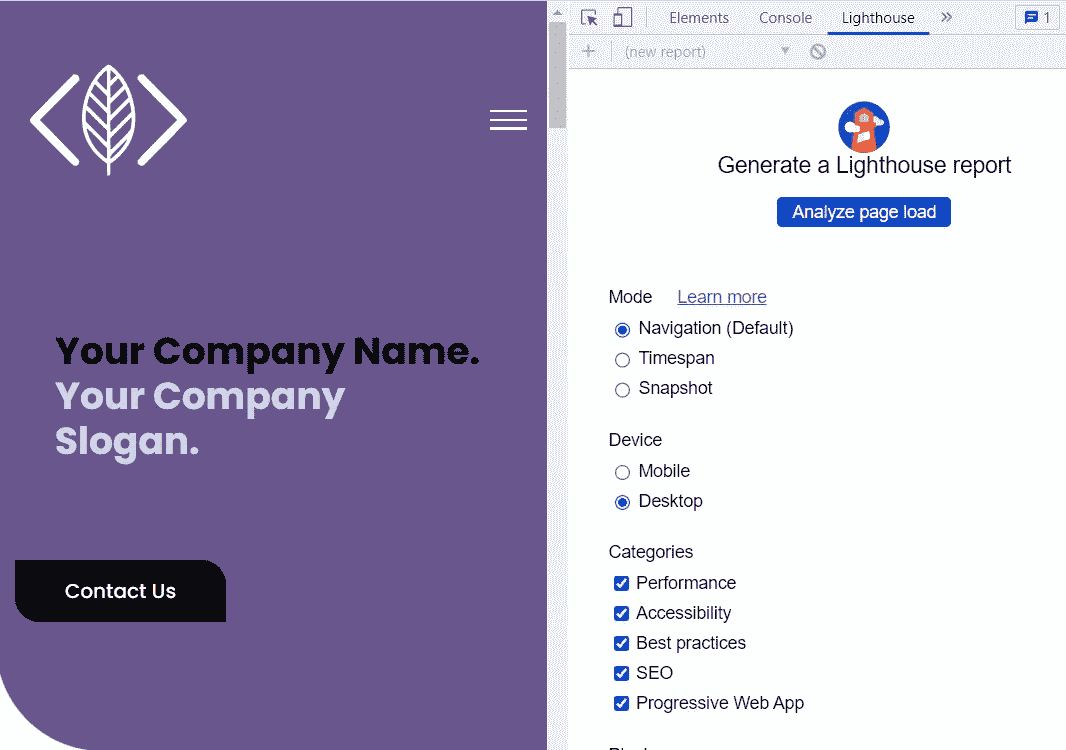 Your Company Name.
Your Company
Slogan.
Contact Us
Elements Console Lighthouse 1
(new report)
Generate a Lighthouse report
Analyze page load
Mode Learn more
Navigation (Default)
Timespan
Snapshot
Device
Mobile
Desktop
Categories
Performance
Accessibility
Best practices
SEO
Progressive Web App